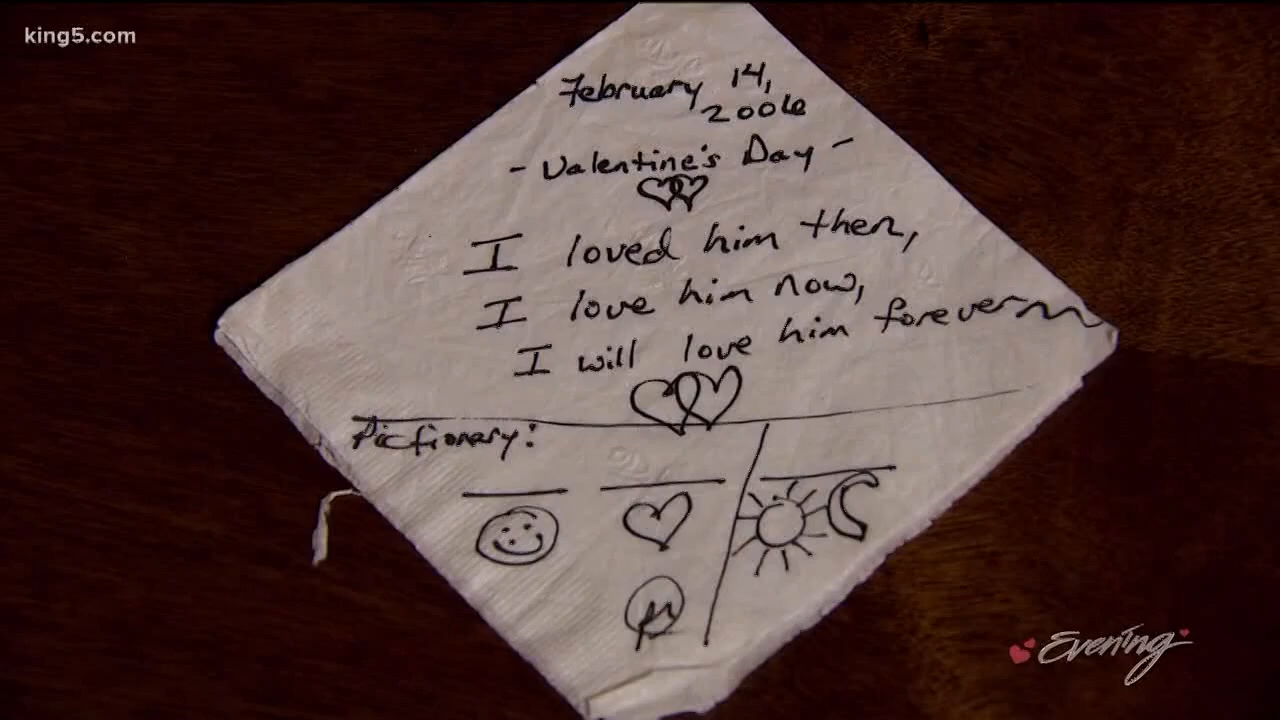 king5.com
February 14,
2006
- Valentine's Day -
I loved him then,
I love him now,
I will love him forever
Pictionary:
Evening